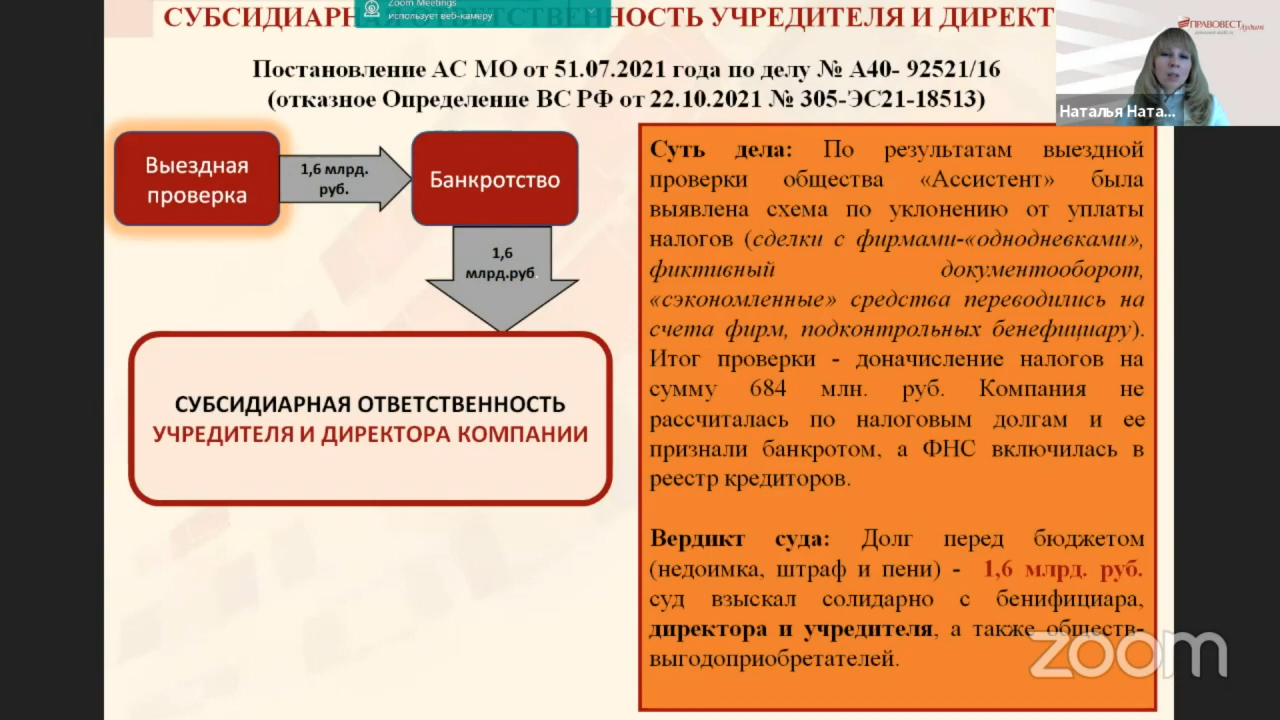 СУБСИДИАРН ОТВЕТСТВЕННОСТЬ УЧРЕДИТЕЛЯ И ДИРЕКТ
Zoom Meetings
использует веб-камеру
ПРАВОВЕСТ Аудит
Постановление АС МО от 51.07.2021 года по делу № А40- 92521/16
(отказное Определение ВС РФ от 22.10.2021 № 305-ЭС21-18513)
Наталья Ната...
Выездная
проверка
1,6 млрд.
руб.
Банкротство
1,6
млрд.руб.
СУБСИДИАРНАЯ ОТВЕТСТВЕННОСТЬ
УЧРЕДИТЕЛЯ И ДИРЕКТОРА КОМПАНИИ
Суть дела: По результатам выездной
проверки общества «Ассистент» была
выявлена схема по уклонению от уплаты
налогов (сделки с фирмами-«однодневками»,
фиктивный документооборот,
«сэкономленные» средства переводились на
счета фирм, подконтрольных бенефициару).
Итог проверки - доначисление налогов на
сумму 684 млн. руб. Компания не
рассчиталась по налоговым долгам и ее
признали банкротом, а ФНС включилась в
реестр кредиторов.
Вердикт суда: Долг перед бюджетом
(недоимка, штраф и пени) - 1,6 млрд. руб.
суд взыскал солидарно с бенифициара,
директора и учредителя, а также обществ-
выгодоприобретателей.
zoom